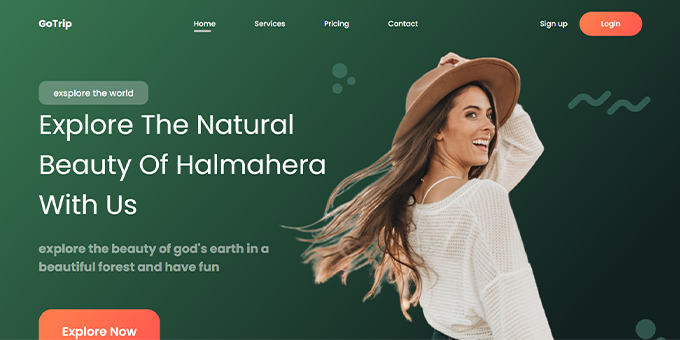 GoTrip
Home
Services
Pricing
Contact
Sign up
Login
exsplore the world
Explore The Natural
Beauty Of Halmahera
With Us
explore the beauty of god's earth in a
beautiful forest and have fun
Explore Now